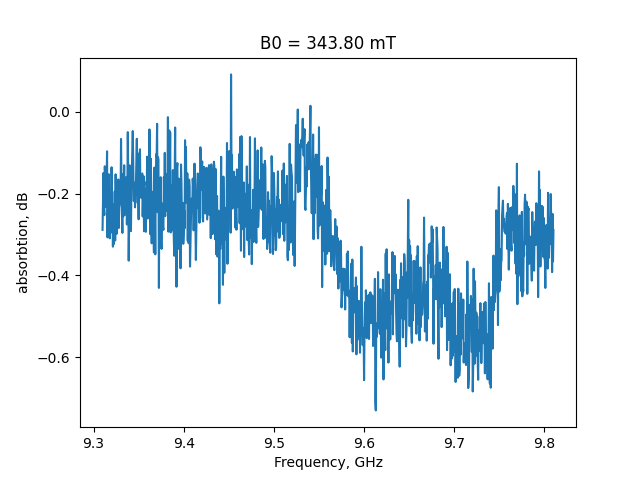 B0 = 343.80 mT
absorbtion, dB
0.0
−0.2
−0.4
−0.6
9.3 9.4 9.5 9.6 9.7 9.8
Frequency, GHz